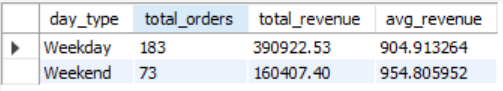 day_type total_orders total_revenue avg_revenue
Weekday 183 390922.53 904.913264
Weekend 73 160407.40 954.805952